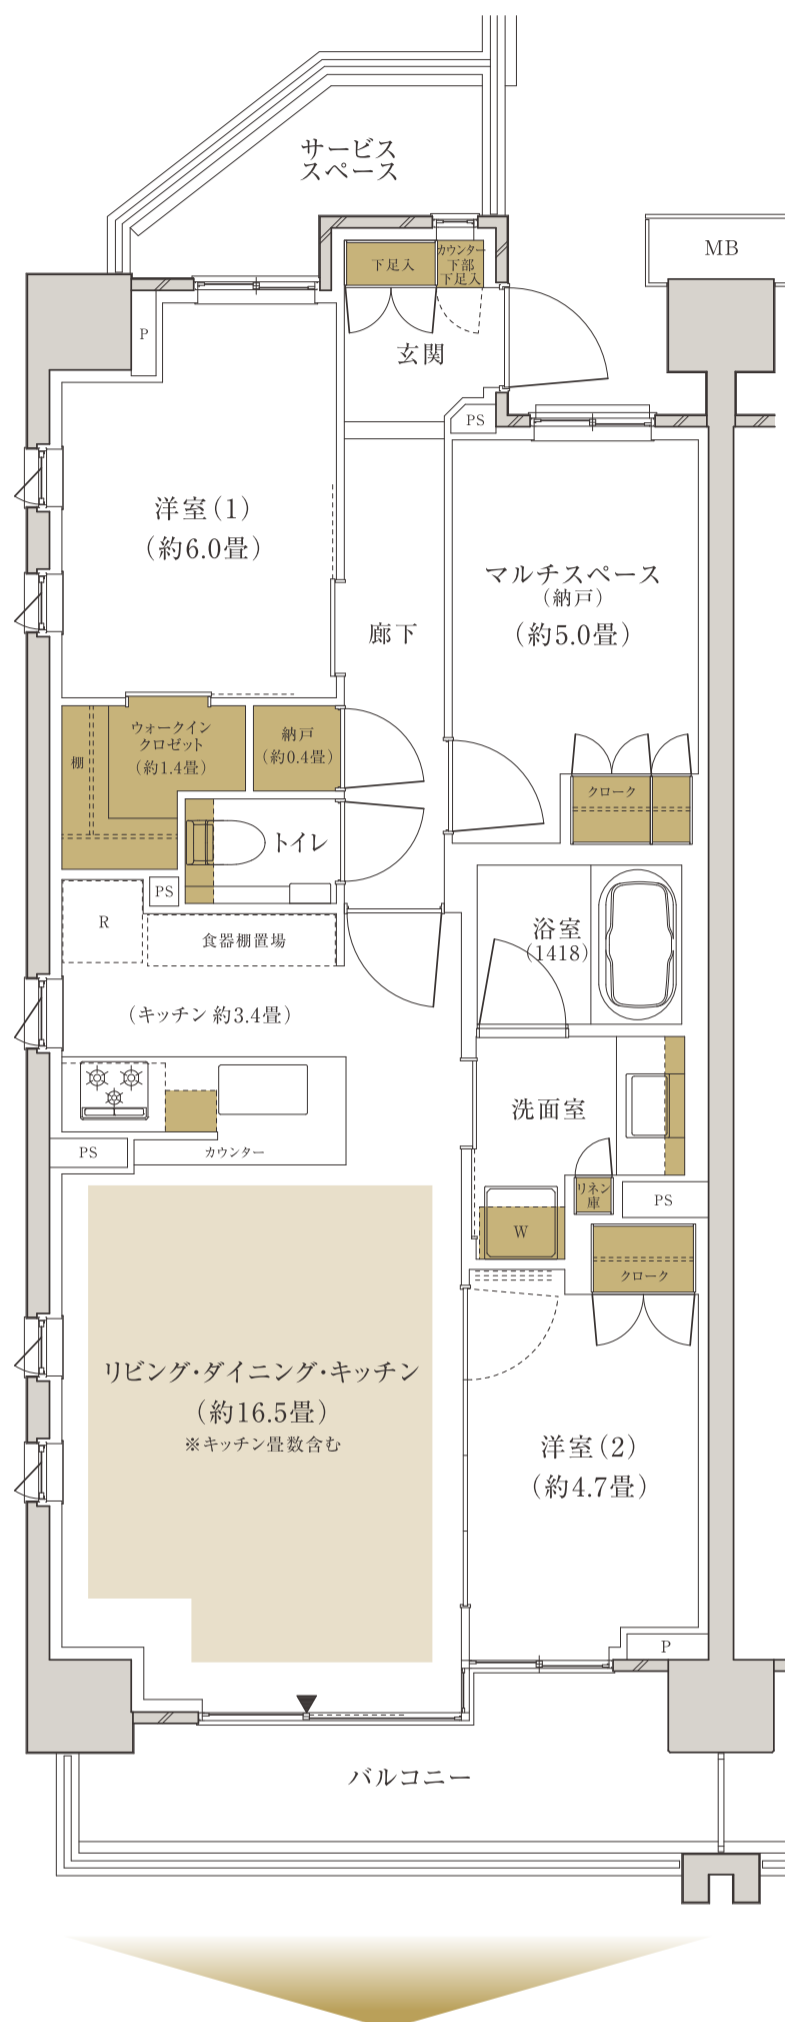 サービス
スペース
MB
下足入
カウンター
下部
下足入
P
玄関
PS
洋室(1)
(約6.0畳)
マルチスペース
(納戸)
(約5.0畳)
廊下
ウォークイン
クロゼット
(約1.4畳)
棚
納戸
(約0.4畳)
クローク
トイレ
PS
R
食器棚置場
浴室
(1418)
(キッチン 約3.4畳)
洗面室
PS
カウンター
リネン
庫
PS
W
クローク
リビング・ダイニング・キッチン
(約16.5畳)
※キッチン畳数含む
洋室(2)
(約4.7畳)
P
バルコニー